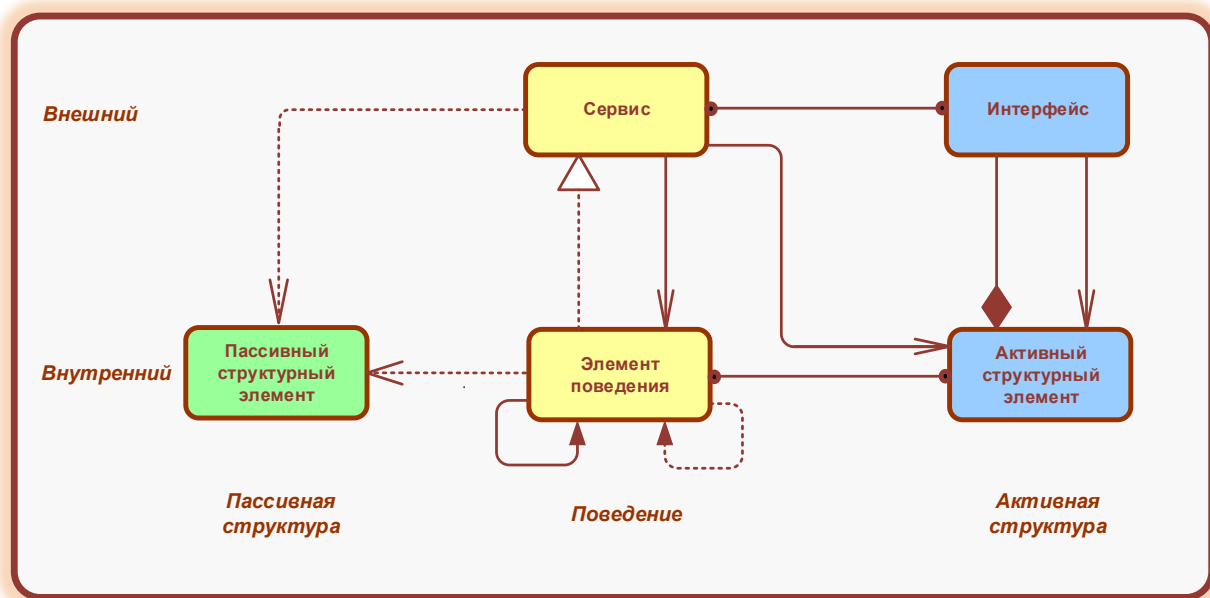 Внешний
Сервис
Интерфейс
Внутренний
Пассивный
структурный
элемент
Элемент
поведения
Активный
структурный
элемент
Пассивная
структура
Поведение
Активная
структура